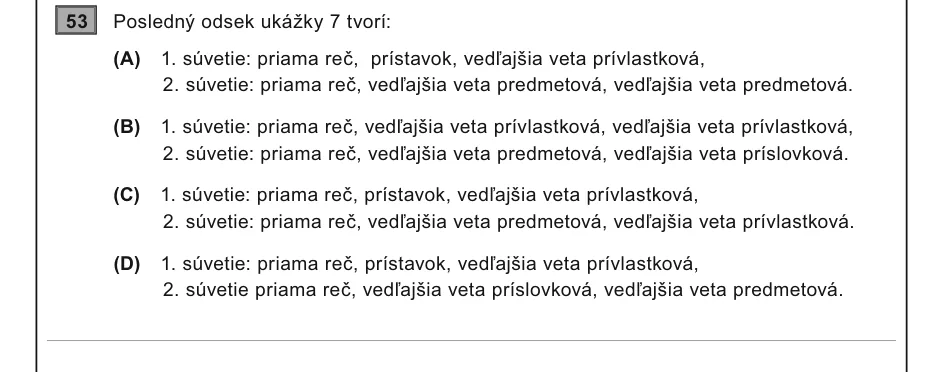 53 Posledný odsek ukážky 7 tvorí:
(A) 1. súvetie: priama reč, prístavok, vedľajšia veta prívlastková,
2. súvetie: priama reč, vedľajšia veta predmetová, vedľajšia veta predmetová.
(B) 1. súvetie: priama reč, vedľajšia veta prívlastková, vedľajšia veta prívlastková,
2. súvetie: priama reč, vedľajšia veta predmetová, vedľajšia veta príslovková.
(C) 1. súvetie: priama reč, prístavok, vedľajšia veta prívlastková,
2. súvetie: priama reč, vedľajšia veta predmetová, vedľajšia veta prívlastková.
(D) 1. súvetie: priama reč, prístavok, vedľajšia veta prívlastková,
2. súvetie priama reč, vedľajšia veta príslovková, vedľajšia veta predmetová.